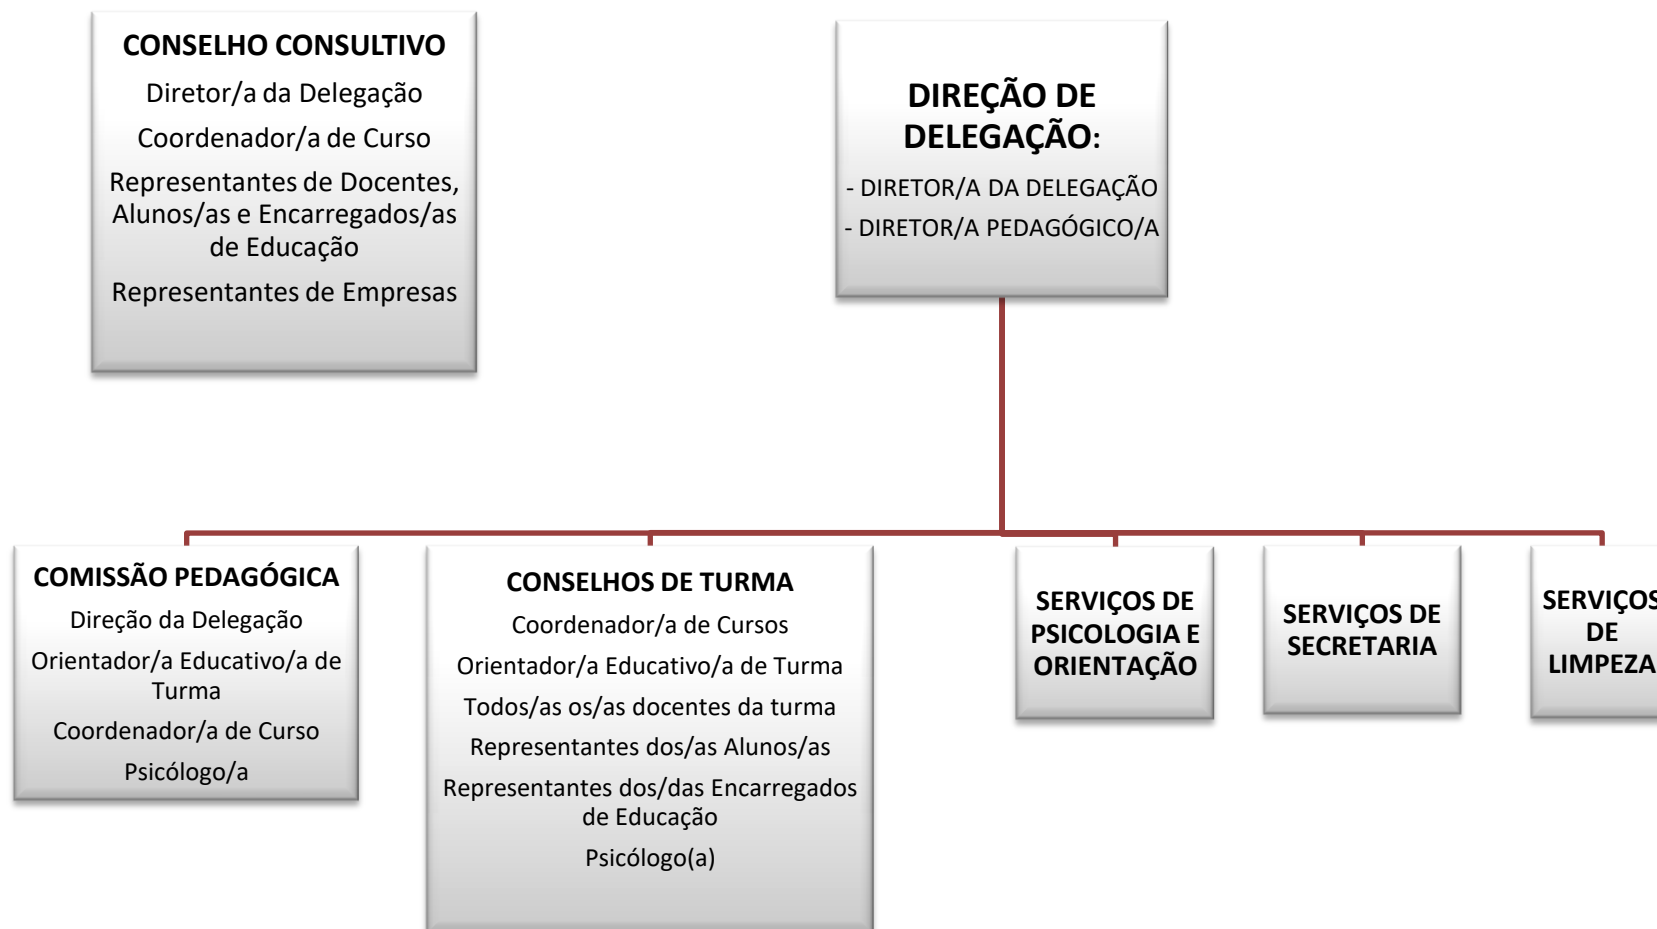 CONSELHO CONSULTIVO
Diretor/a da Delegação
Coordenador/a de Curso
Representantes de Docentes,
Alunos/as e Encarregados/as
de Educação
Representantes de Empresas
DIREÇÃO DE
DELEGAÇÃO:
- DIRETOR/A DA DELEGAÇÃO
- DIRETOR/A PEDAGÓGICO/A
COMISSÃO PEDAGÓGICA
Direção da Delegação
Orientador/a Educativo/a de
Turma
Coordenador/a de Curso
Psicólogo/a
CONSELHOS DE TURMA
Coordenador/a de Cursos
Orientador/a Educativo/a de Turma
Todos/as os/as docentes da turma
Representantes dos/as Alunos/as
Representantes dos/das Encarregados
de Educação
Psicólogo(a)
SERVIÇOS DE
PSICOLOGIA E
ORIENTAÇÃO
SERVIÇOS DE
SECRETARIA
SERVIÇOS
DE
LIMPEZA